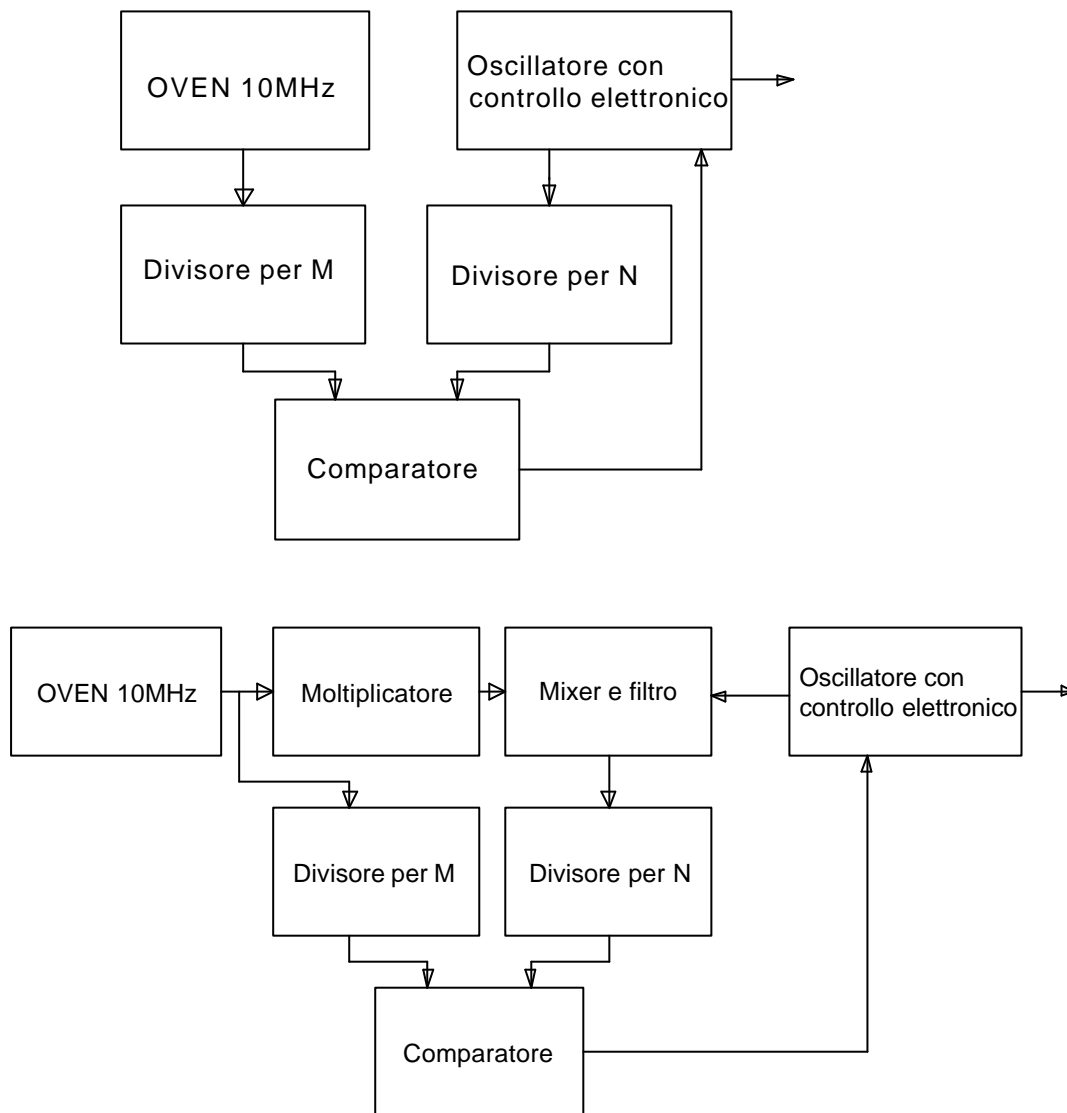 OVEN 10MHz
Oscillatore con
controllo elettronico
Divisore per M
Divisore per N
Comparatore
OVEN 10MHz
Moltiplicatore
Mixer e filtro
Oscillatore con
controllo elettronico
Divisore per M
Divisore per N
Comparatore